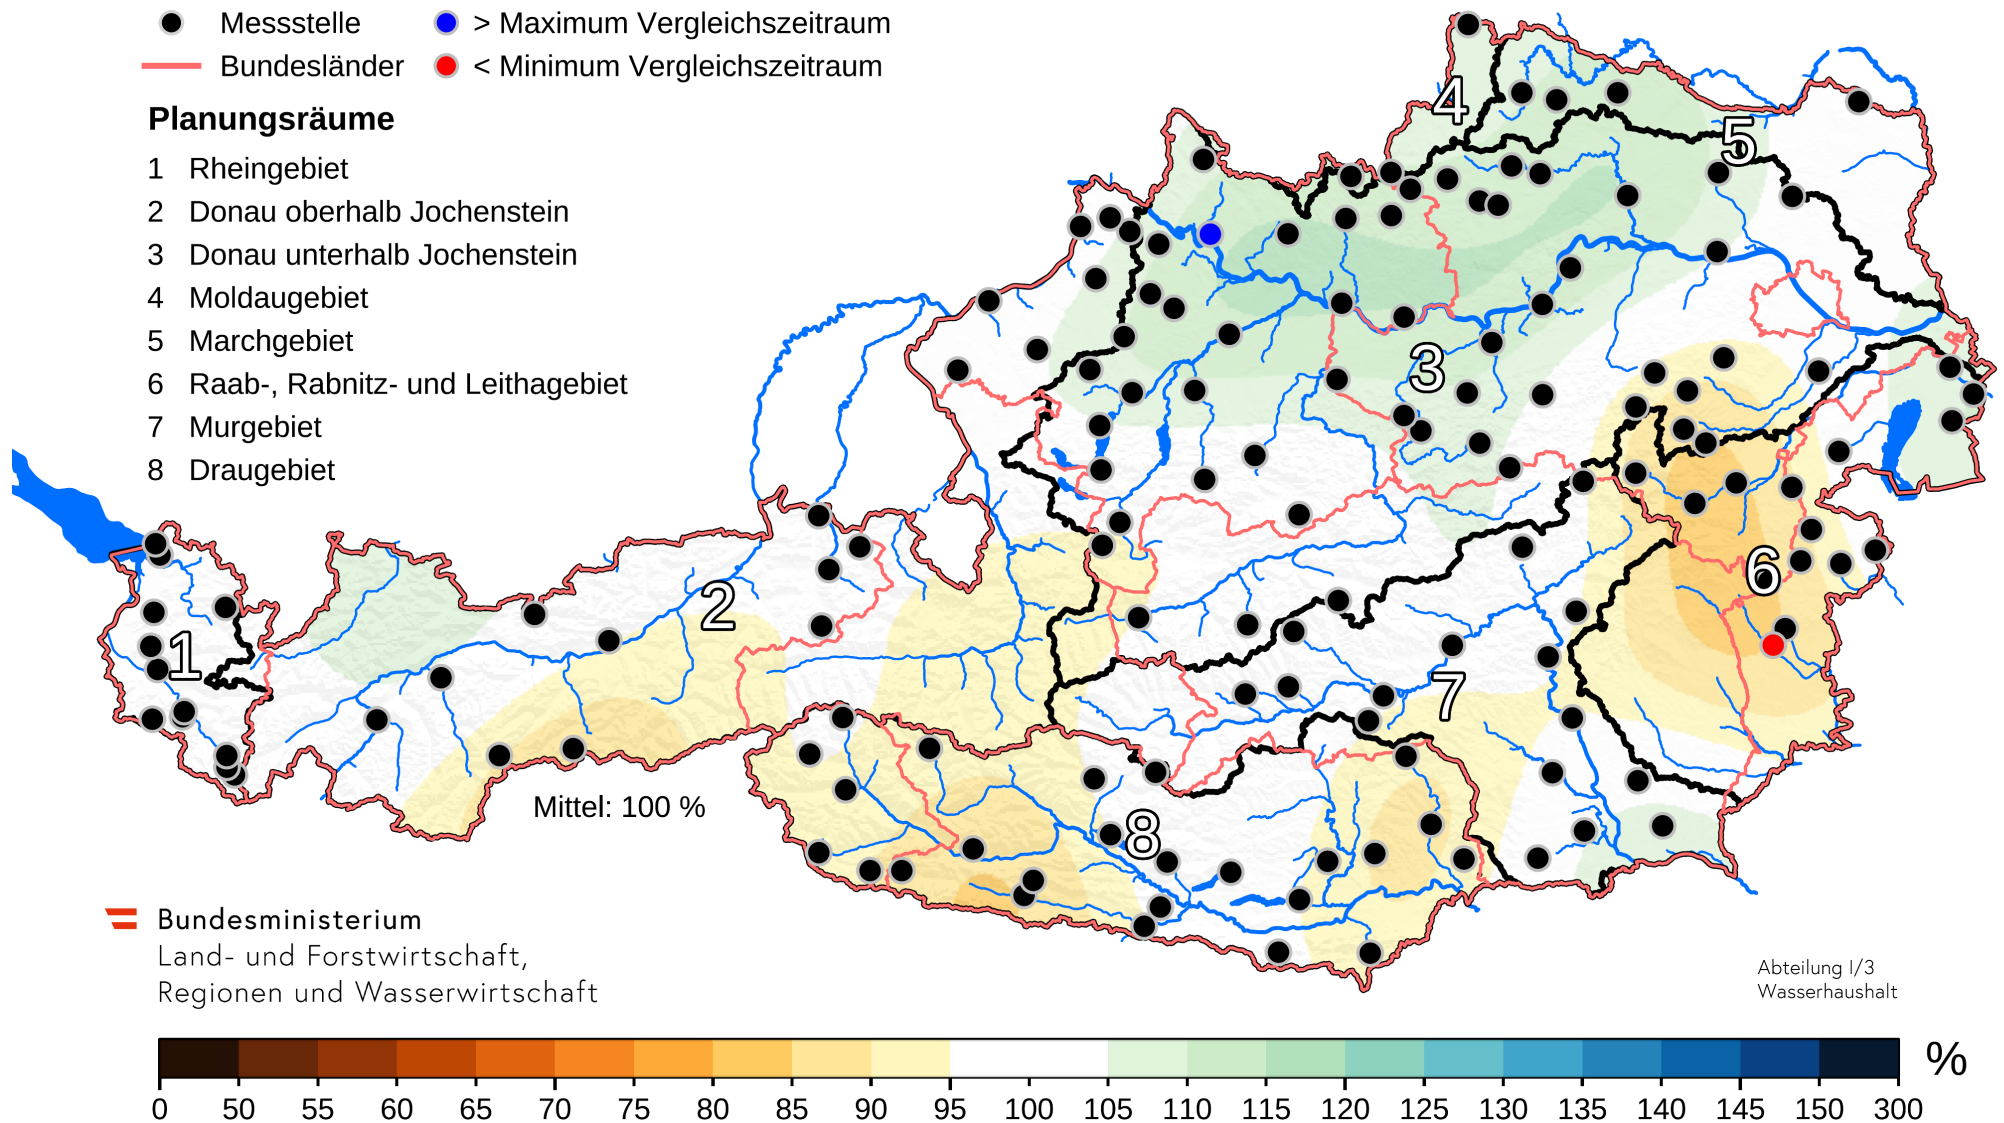 Messstelle
> Maximum Vergleichszeitraum
Bundesländer
< Minimum Vergleichszeitraum
Planungsräume
1 Rheingebiet
2 Donau oberhalb Jochenstein
3 Donau unterhalb Jochenstein
4 Moldaugebiet
5 Marchgebiet
6 Raab-, Rabnitz- und Leithagebiet
7 Murgebiet
8 Draugebiet
4
5
3
6
2
1
7
8
Mittel: 100 %
Bundesministerium
Land- und Forstwirtschaft,
Regionen und Wasserwirtschaft
Abteilung I/3
Wasserhaushalt
%
0 50 55 60 65 70 75 80 85 90 95 100 105 110 115 120 125 130 135 140 145 150 300